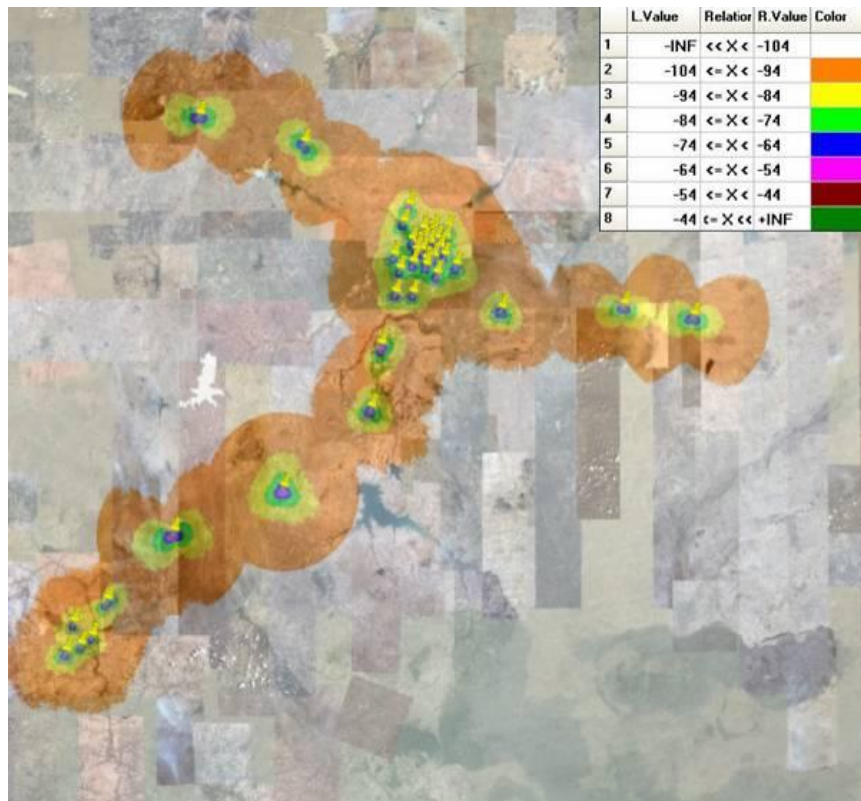 L.Value Relation R.Value Color
1 -INF << X < -104
2 -104 <= X < -94
3 -94 <= X < -84
4 -84 <= X < -74
5 -74 <= X < -64
6 -64 <= X < -54
7 -54 <= X < -44
8 -44 <= X << +INF